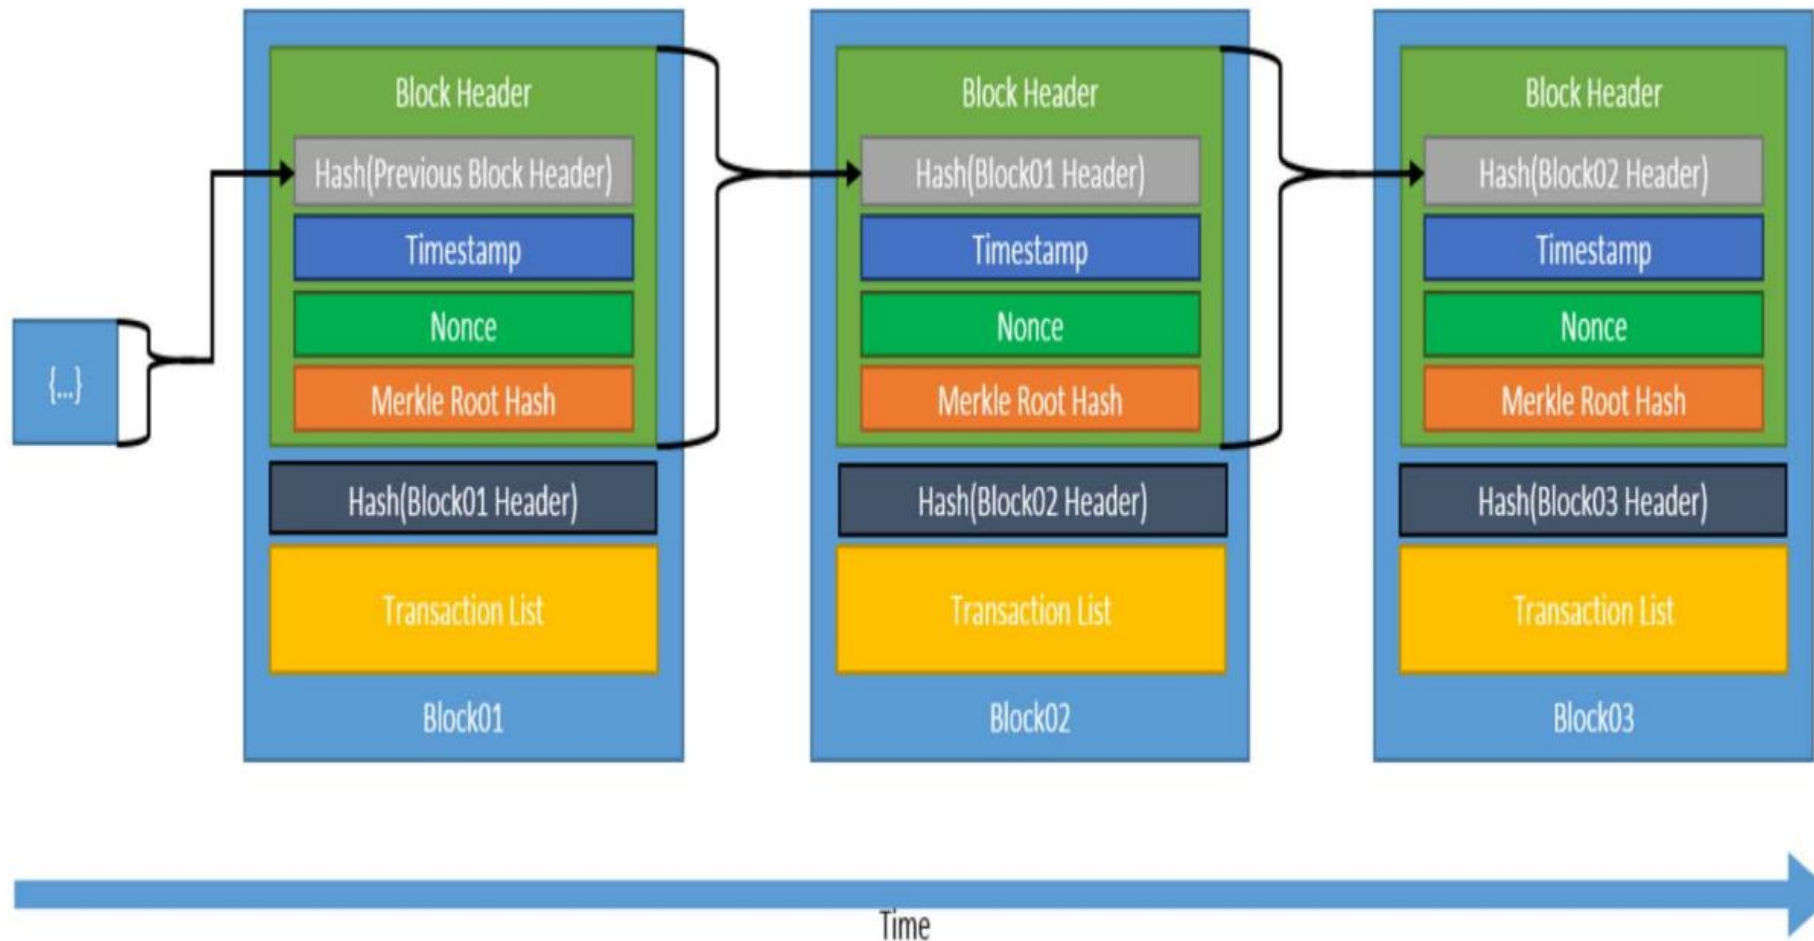 {...}
Block Header
Hash(Previous Block Header)
Timestamp
Nonce
Merkle Root Hash
Hash(Block01 Header)
Transaction List
Block01
Block Header
Hash(Block01 Header)
Timestamp
Nonce
Merkle Root Hash
Hash(Block02 Header)
Transaction List
Block02
Block Header
Hash(Block02 Header)
Timestamp
Nonce
Merkle Root Hash
Hash(Block03 Header)
Transaction List
Block03
Time